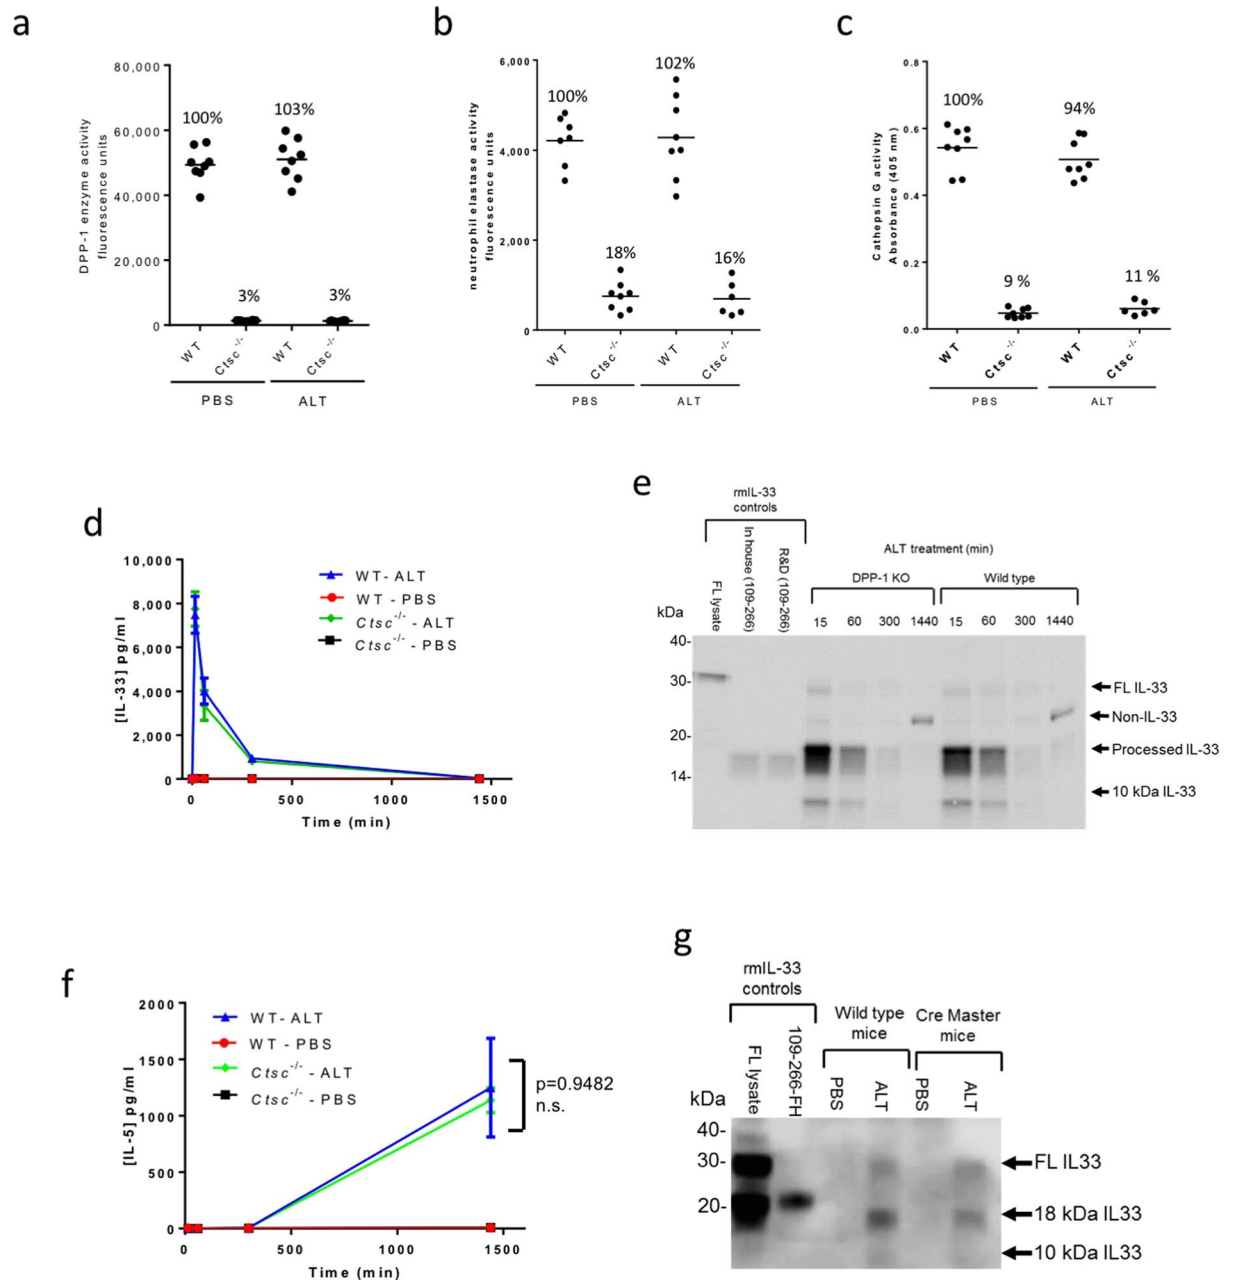 a
DPP-1 enzyme activity
fluorescence units
80,000
60,000
40,000
20,000
0
100%
3%
103%
3%
WT
Ctsc-/-
WT
Ctsc-/-
PBS
ALT
b
neutrophil elastase activity
fluorescence units
6,000
4,000
2,000
0
100%
18%
102%
16%
WT
Ctsc-/-
WT
Ctsc-/-
PBS
ALT
c
Cathepsin G activity
Absorbance (405 nm)
0.8
0.6
0.4
0.2
0.0
100%
9 %
94%
11 %
WT
Ctsc-/-
WT
Ctsc-/-
PBS
ALT
d
[IL-33] pg/ml
10,000
8,000
6,000
4,000
2,000
0
0
500
1000
1500
Time (min)
WT- ALT
WT - PBS
Ctsc-/- - ALT
Ctsc-/- - PBS
e
rmIL-33
controls
FL lysate
In house (109-266)
R&D (109-266)
ALT treatment (min)
DPP-1 KO
Wild type
15
60
300
1440
15
60
300
1440
kDa
40-
30-
20-
14-
FL IL-33
Non-IL-33
Processed IL-33
10 kDa IL-33
f
[IL-5] pg/ml
2000
1500
1000
500
0
0
500
1000
1500
Time (min)
WT- ALT
WT - PBS
Ctsc-/- - ALT
Ctsc-/- - PBS
p=0.9482
n.s.
g
rmIL-33
controls
FL lysate
109-266-FH
Wild type
mice
Cre Master
mice
PBS
ALT
PBS
ALT
kDa
40-
30-
20-
FL IL33
18 kDa IL33
10 kDa IL33